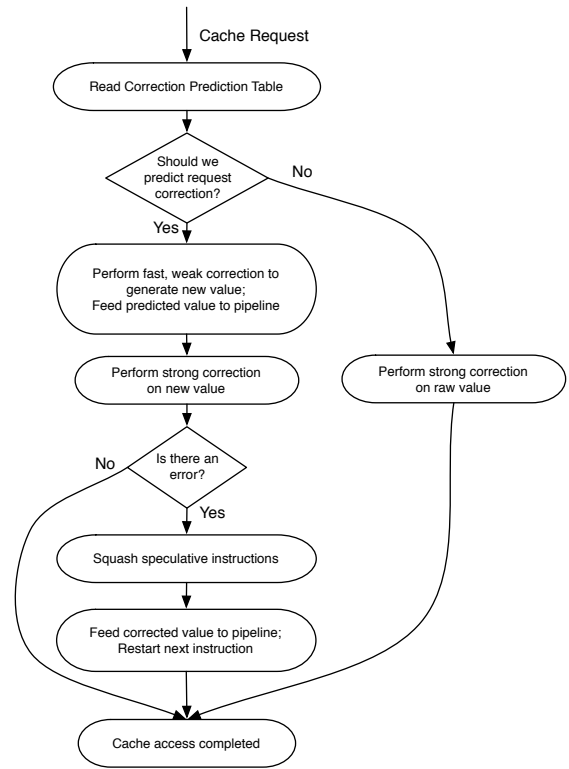 Cache Request
Read Correction Prediction Table
Should we
predict request
correction?
No
Yes
Perform fast, weak correction to
generate new value;
Feed predicted value to pipeline
Perform strong correction
on new value
Perform strong correction
on raw value
Is there an
error?
No
Yes
Squash speculative instructions
Feed corrected value to pipeline;
Restart next instruction
Cache access completed